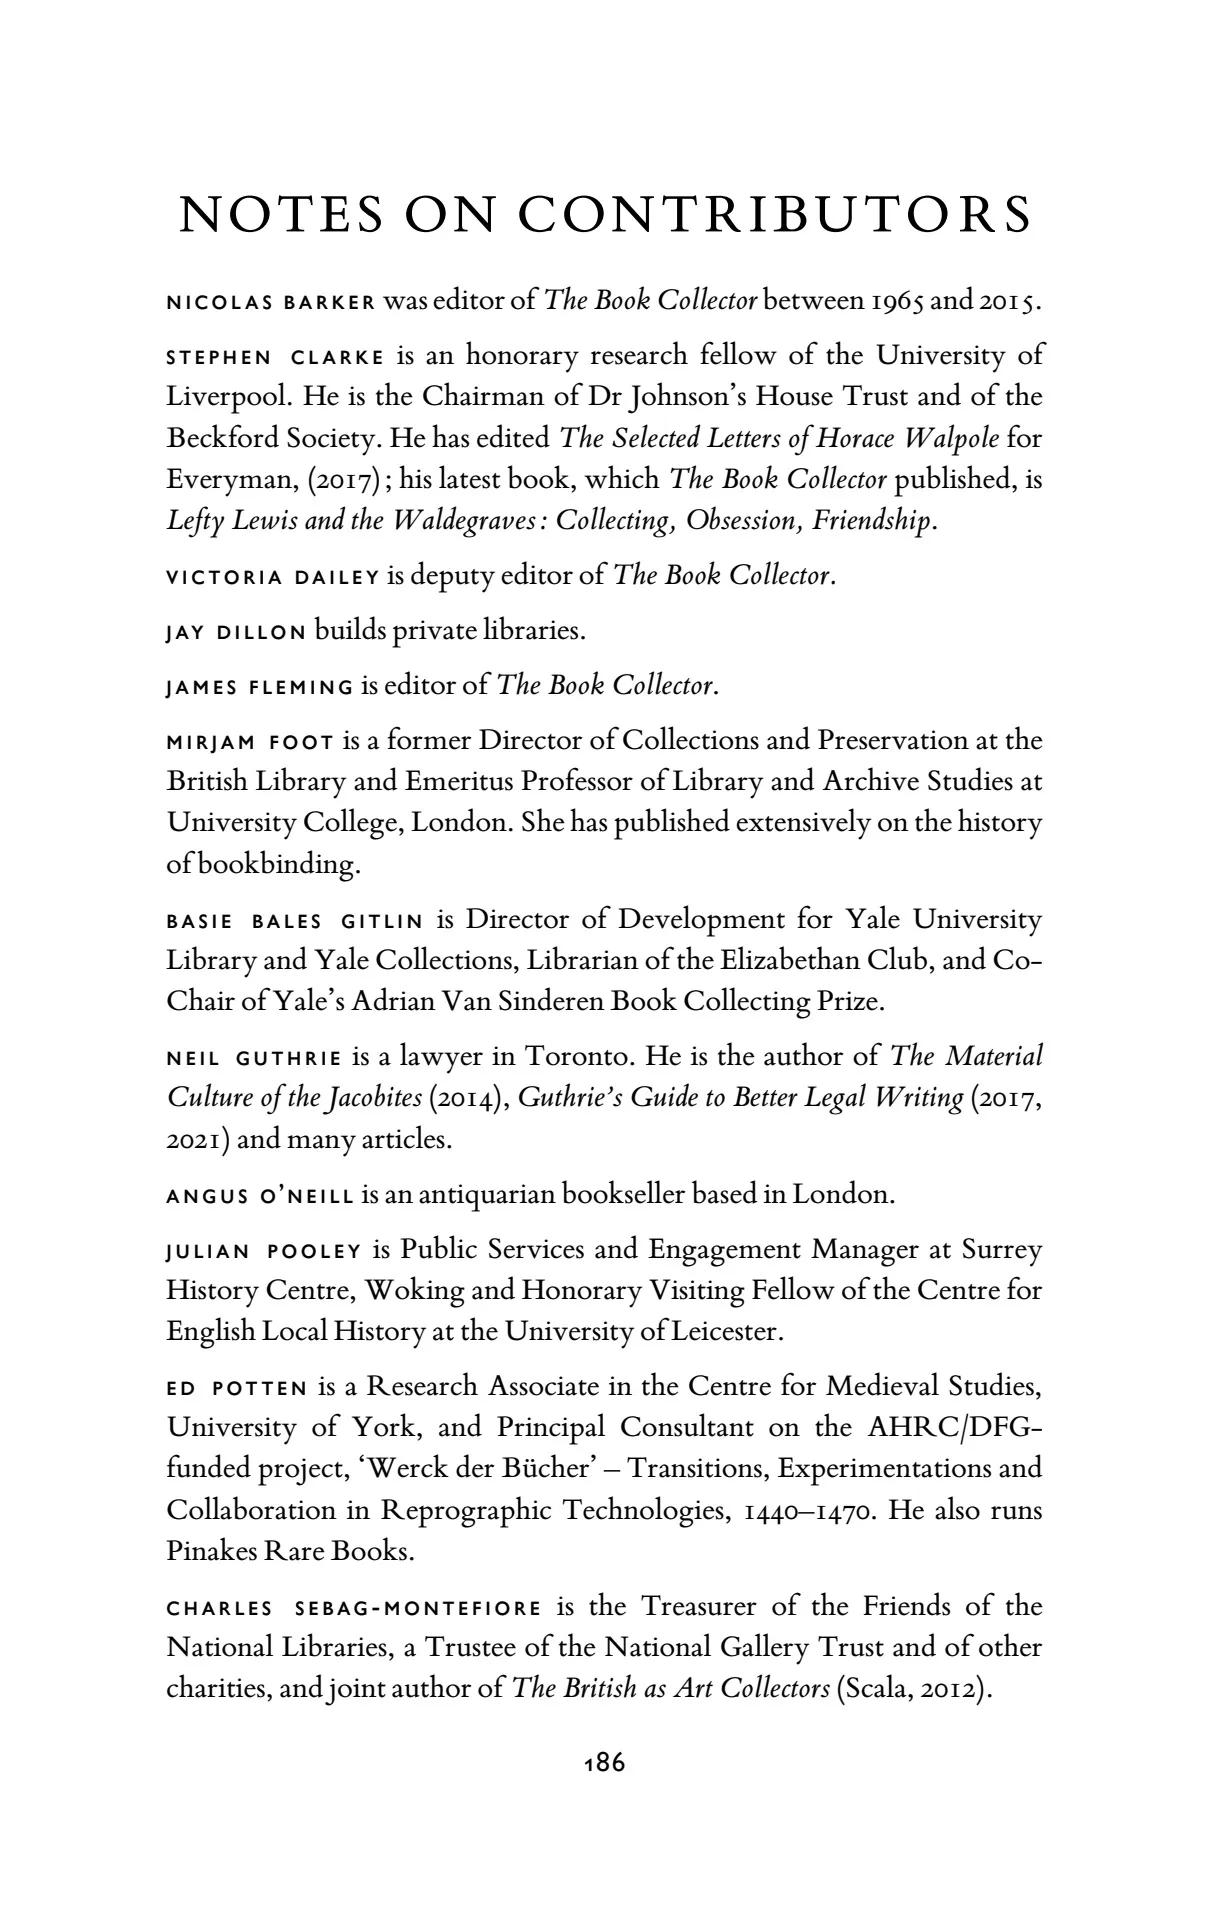 NOTES ON CONTRIBUTORS
NICOLAS BARKER was editor of The Book Collector between 1965 and 2015.
STEPHEN CLARKE is an honorary research fellow of the University of
Liverpool. He is the Chairman of Dr Johnson’s House Trust and of the
Beckford Society. He has edited The Selected Letters of Horace Walpole for
Everyman, (2017) ; his latest book, which The Book Collector published, is
Lefty Lewis and the Waldegraves : Collecting, Obsession, Friendship.
VICTORIA DAILEY is deputy editor of The Book Collector.
JAY DILLON builds private libraries.
JAMES FLEMING is editor of The Book Collector.
MIRJAM FOOT is a former Director of Collections and Preservation at the
British Library and Emeritus Professor of Library and Archive Studies at
University College, London. She has published extensively on the history
of bookbinding.
BASIE BALES GITLIN is Director of Development for Yale University
Library and Yale Collections, Librarian of the Elizabethan Club, and Co-
Chair of Yale’s Adrian Van Sinderen Book Collecting Prize.
NEIL GUTHRIE is a lawyer in Toronto. He is the author of The Material
Culture of the Jacobites (2014), Guthrie’s Guide to Better Legal Writing (2017,
2021) and many articles.
ANGUS O’NEILL is an antiquarian bookseller based in London.
JULIAN POOLEY is Public Services and Engagement Manager at Surrey
History Centre, Woking and Honorary Visiting Fellow of the Centre for
English Local History at the University of Leicester.
ED POTTEN is a Research Associate in the Centre for Medieval Studies,
University of York, and Principal Consultant on the AHRC/DFG-
funded project, ‘Werck der Bücher’ – Transitions, Experimentations and
Collaboration in Reprographic Technologies, 1440–1470. He also runs
Pinakes Rare Books.
CHARLES SEBAG-MONTEFIORE is the Treasurer of the Friends of the
National Libraries, a Trustee of the National Gallery Trust and of other
charities, and joint author of The British as Art Collectors (Scala, 2012).
186